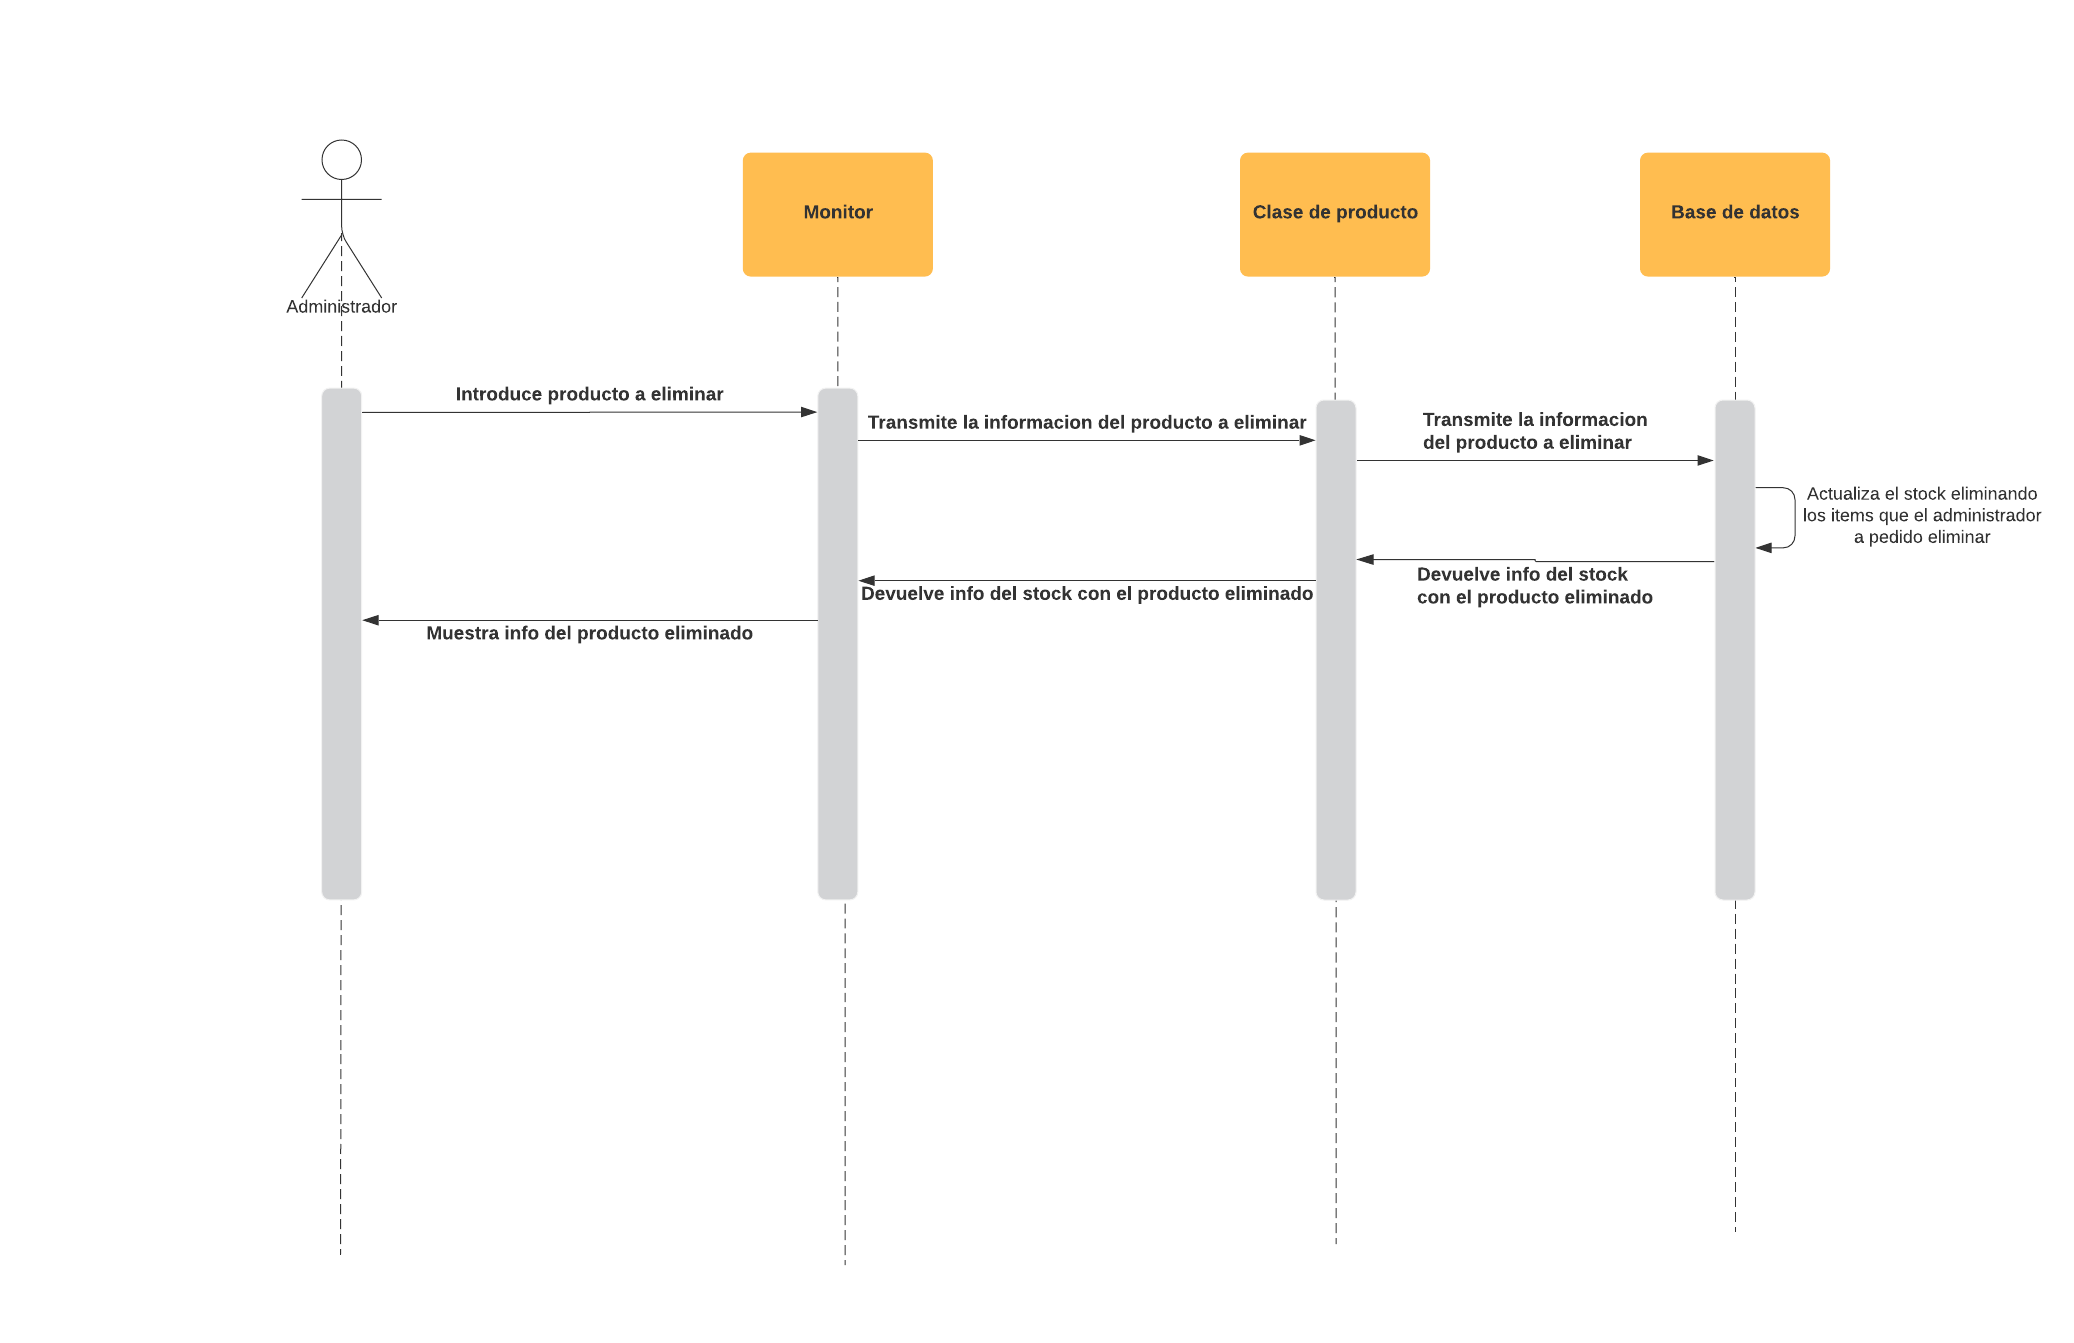 Monitor
Clase de producto
Base de datos
Administrador
Introduce producto a eliminar
Transmite la informacion del producto a eliminar
Transmite la informacion
del producto a eliminar
Actualiza el stock eliminando
los items que el administrador
a pedido eliminar
Devuelve info del stock
con el producto eliminado
Devuelve info del stock con el producto eliminado
Muestra info del producto eliminado